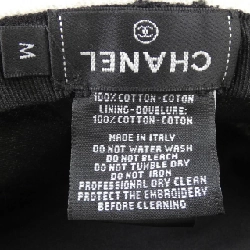 M
CHANEL
100% COTTON-COTON
LINING-DOUBLURE:
100% COTTON-COTON
MADE IN ITALY
DO NOT WATER WASH
DO NOT BLEACH
DO NOT TUMBLE DRY
DO NOT IRON
PROFESSIONAL DRY CLEAN
PROTECT THE EMBROIDERY
BEFORE CLEANING